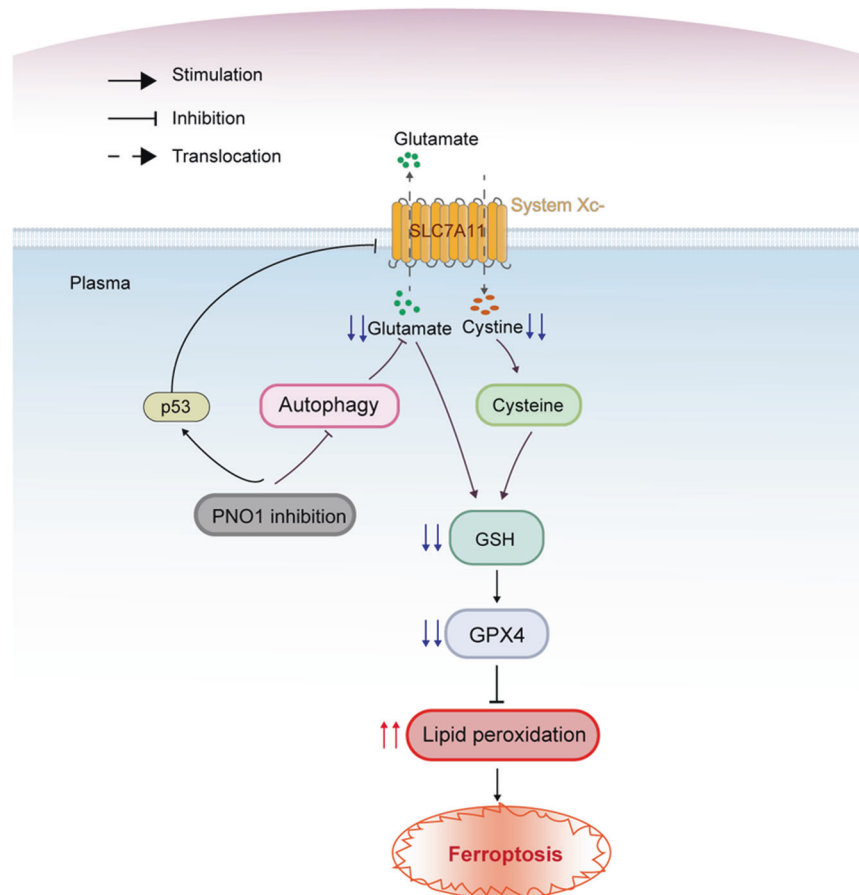 Stimulation
Inhibition
Translocation
Glutamate
System Xc-
SLC7A11
Plasma
Glutamate
Cystine
p53
Autophagy
Cysteine
PNO1 inhibition
GSH
GPX4
Lipid peroxidation
Ferroptosis